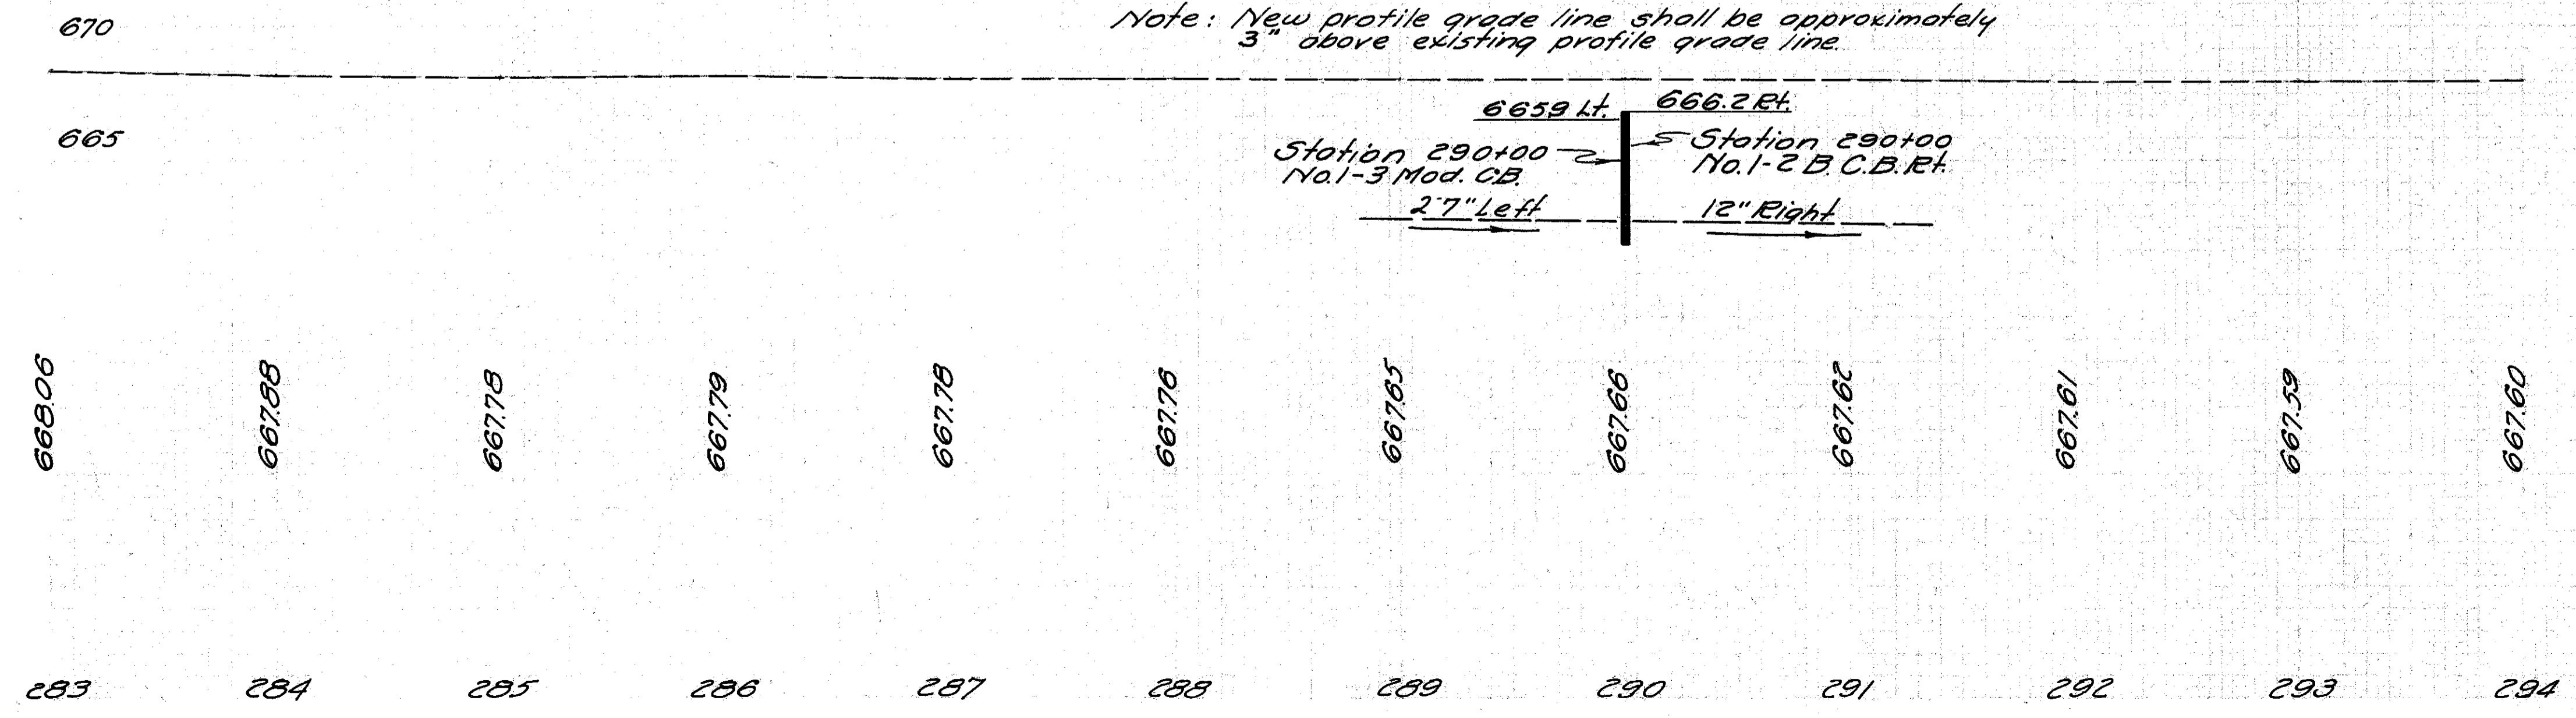 670
Note: New profile grade line shall be approximately
3" above existing profile grade line.
665
665.9 Lt.
666.2 Rt.
Station 290+00
No.1-3 Mod. C.B.
Station 290+00
No.1-2 B C.B. Rt.
2'7" Left
12" Right
668.06
667.88
667.78
667.79
667.78
667.76
667.65
667.66
667.62
667.61
667.59
667.60
283
284
285
286
287
288
289
290
291
292
293
294